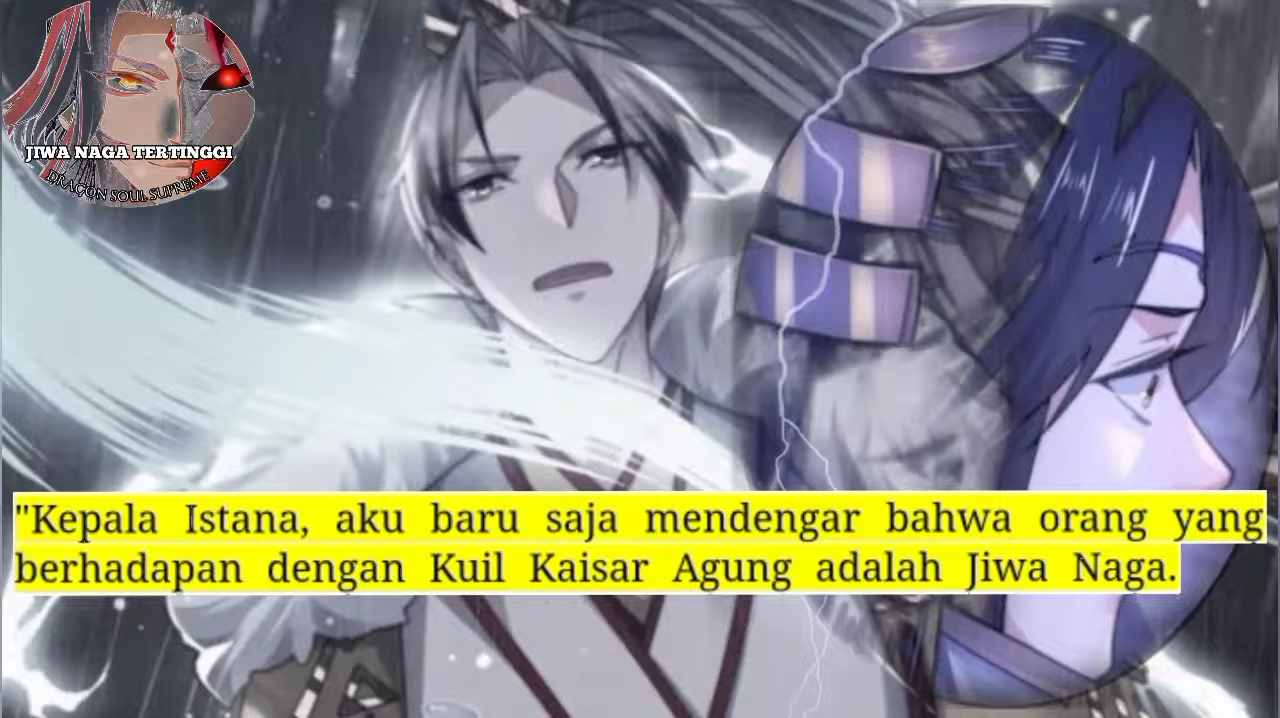 JIWA NAGA TERTINGGI
DRAGON SOUL SUPREME
"Kepala Istana, aku baru saja mendengar bahwa orang yang
berhadapan dengan Kuil Kaisar Agung adalah Jiwa Naga.